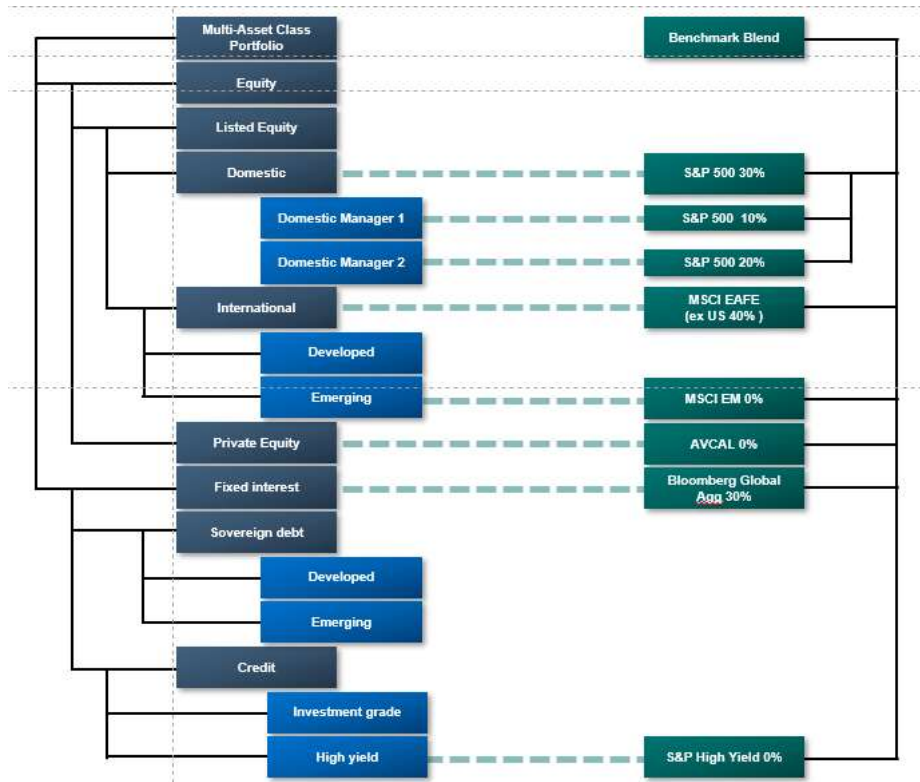 Multi-Asset Class
Portfolio
Benchmark Blend
Equity
Listed Equity
Domestic
S&P 500 30%
Domestic Manager 1
S&P 500 10%
Domestic Manager 2
S&P 500 20%
International
MSCI EAFE
(ex US 40% )
Developed
Emerging
MSCI EM 0%
Private Equity
AVCAL 0%
Fixed interest
Bloomberg Global
Agg 30%
Sovereign debt
Developed
Emerging
Credit
Investment grade
High yield
S&P High Yield 0%